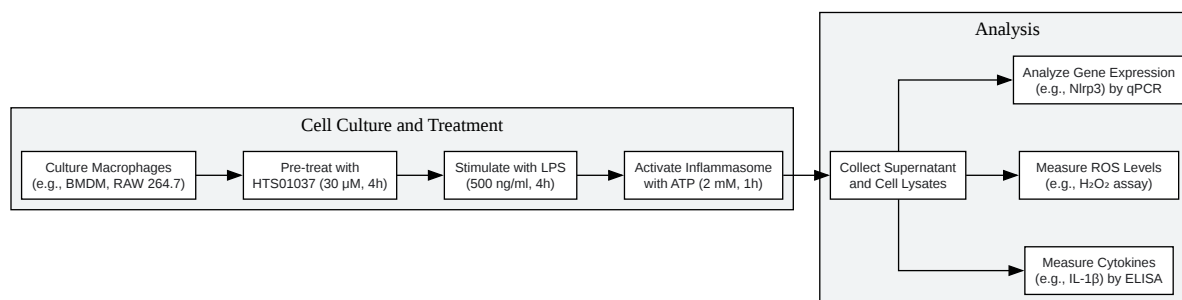 Cell Culture and Treatment
Culture Macrophages
(e.g., BMDM, RAW 264.7)
Pre-treat with
HTS01037 (30 μM, 4h)
Stimulate with LPS
(500 ng/ml, 4h)
Activate Inflammasome
with ATP (2 mM, 1h)
Analysis
Collect Supernatant
and Cell Lysates
Analyze Gene Expression
(e.g., Nlrp3) by qPCR
Measure ROS Levels
(e.g., H₂O₂ assay)
Measure Cytokines
(e.g., IL-1β) by ELISA